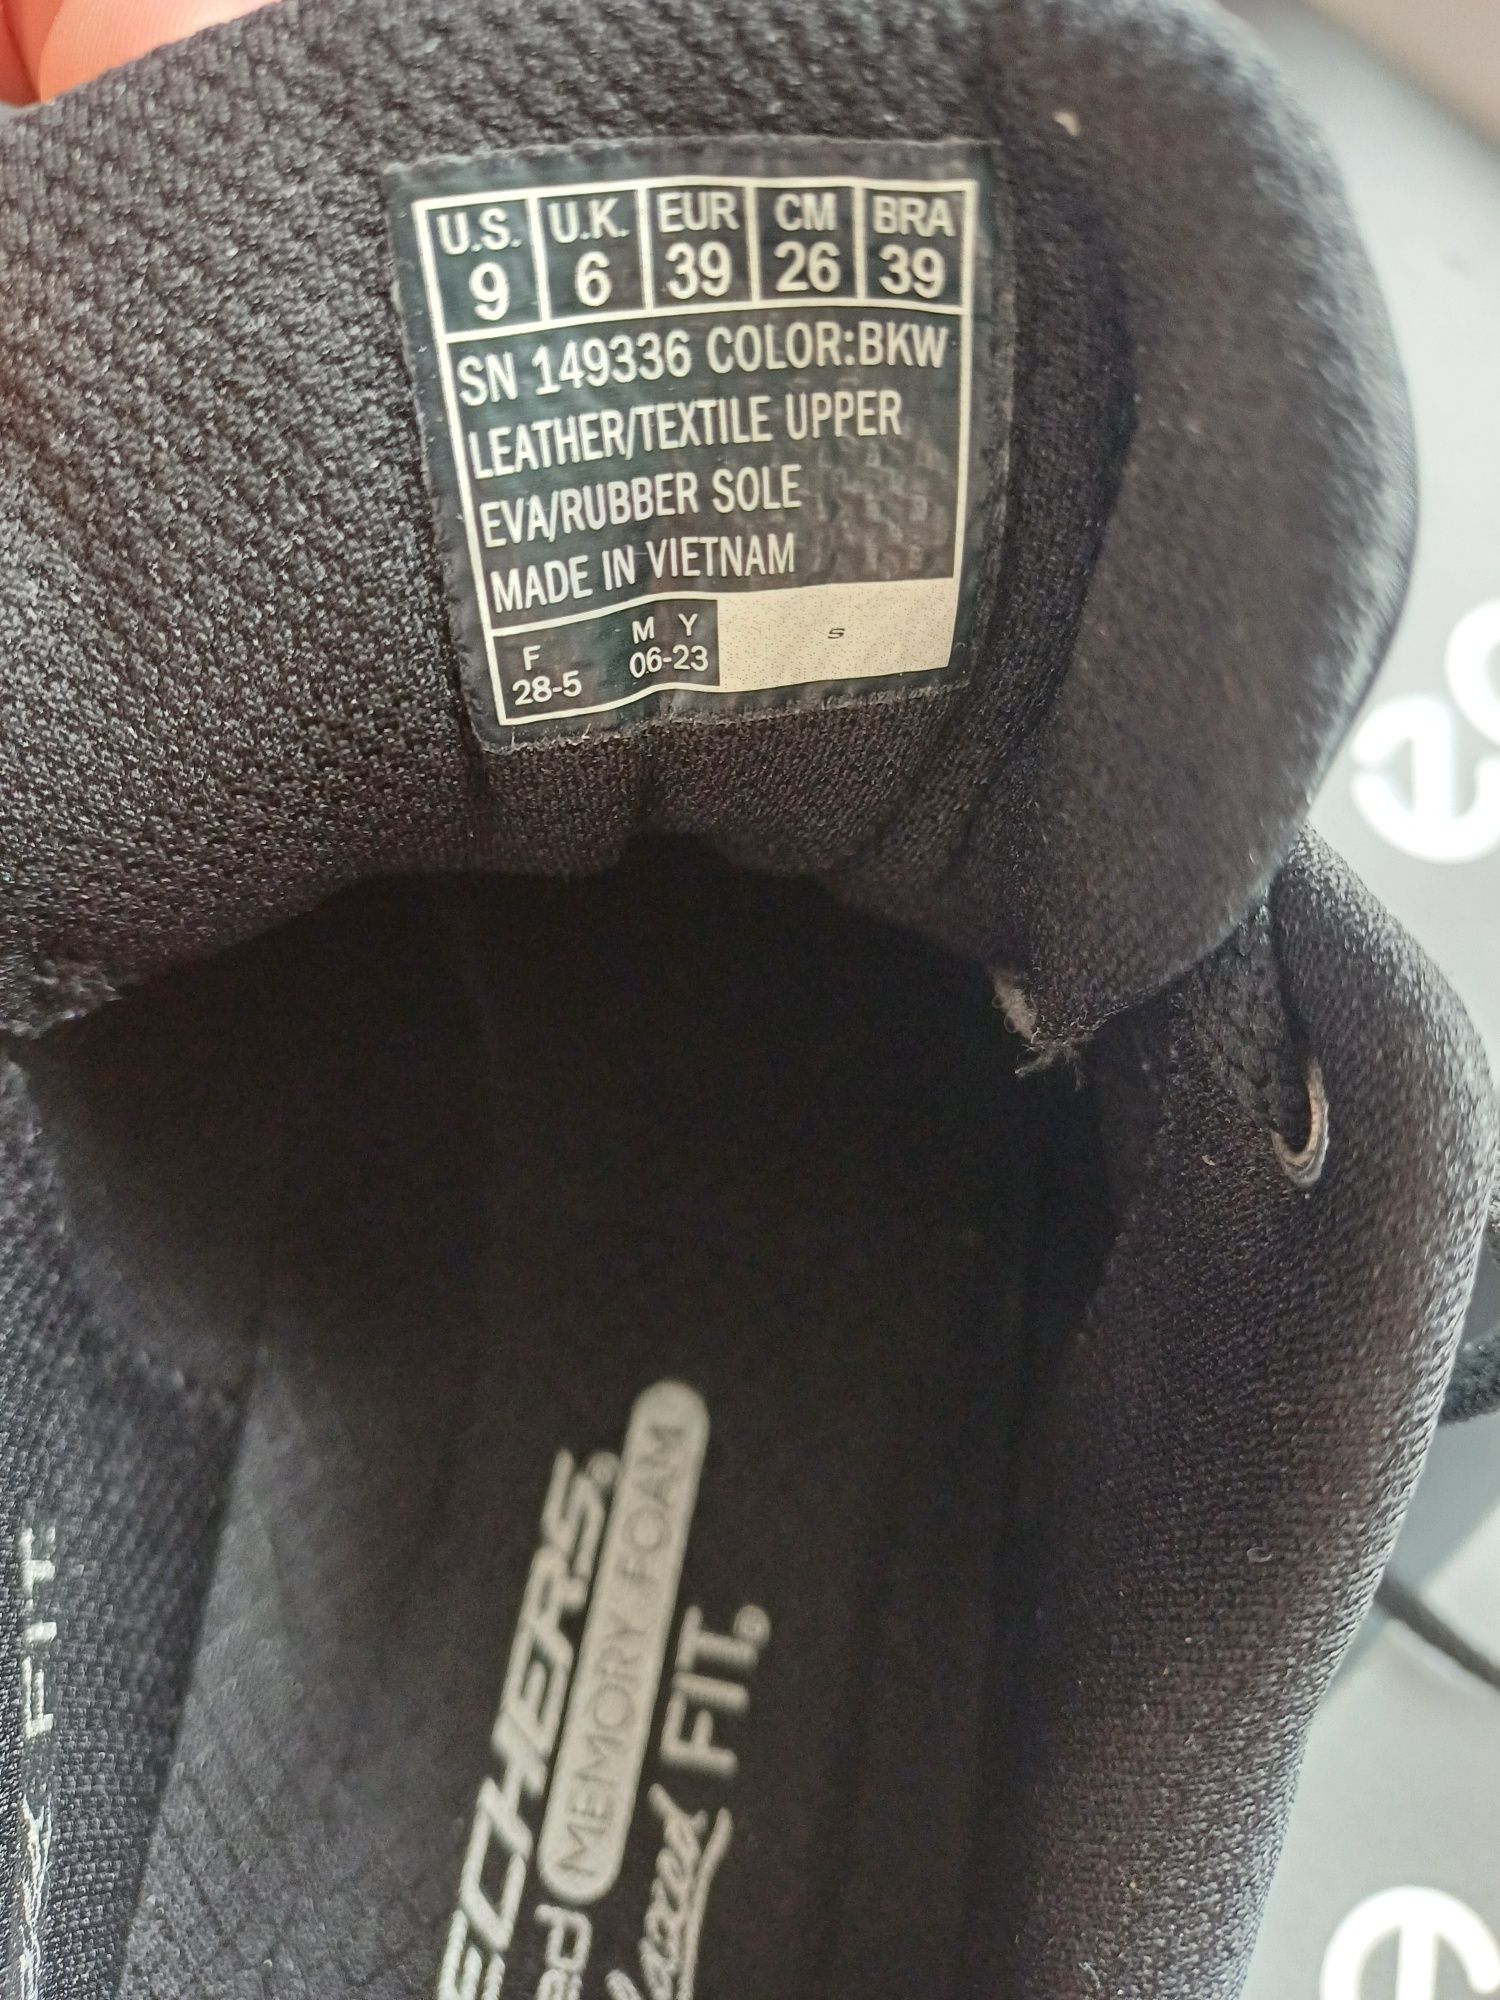 U.S. U.K. EUR CM BRA
9 6 39 26 39
SN 149336 COLOR:BKW
LEATHER/TEXTILE UPPER
EVA/RUBBER SOLE
MADE IN VIETNAM
F M Y
28-5 06-23
S
ECHERS®
MEMORY FOAM
FIT®
FIT